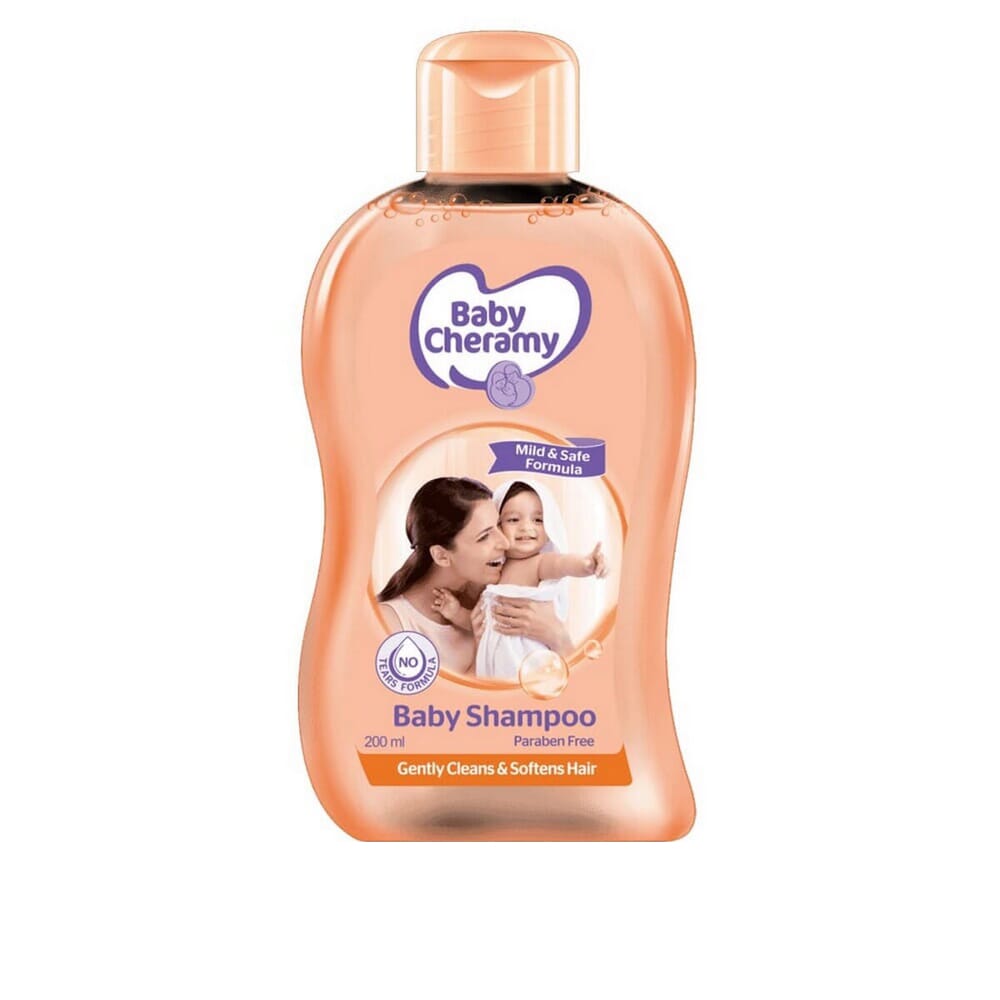 Baby
Cheramy
Mild & Safe
Formula
NO
TEARS FORMULA
Baby Shampoo
200 ml
Paraben Free
Gently Cleans & Softens Hair